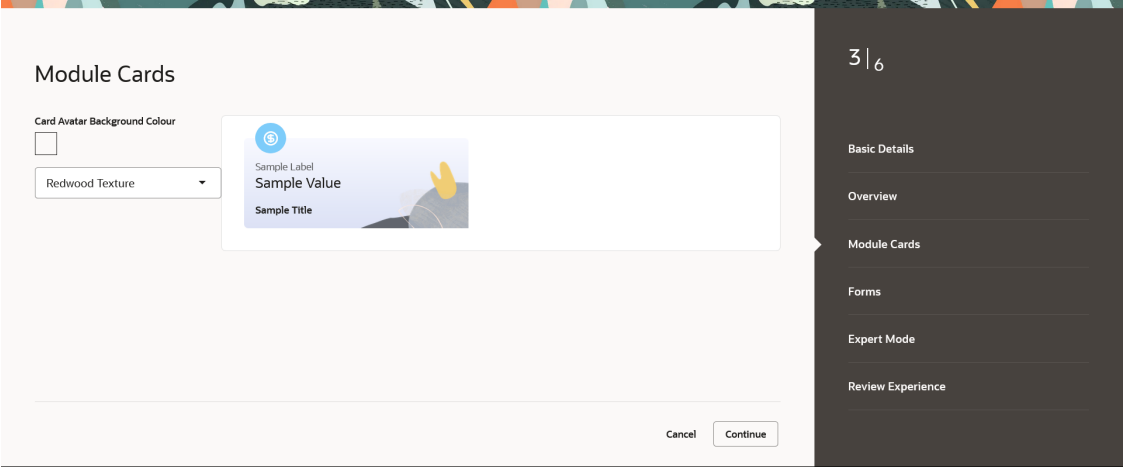 Module Cards
Card Avatar Background Colour
Redwood Texture
Sample Label
Sample Value
Sample Title
Cancel
Continue
3|6
Basic Details
Overview
Module Cards
Forms
Expert Mode
Review Experience